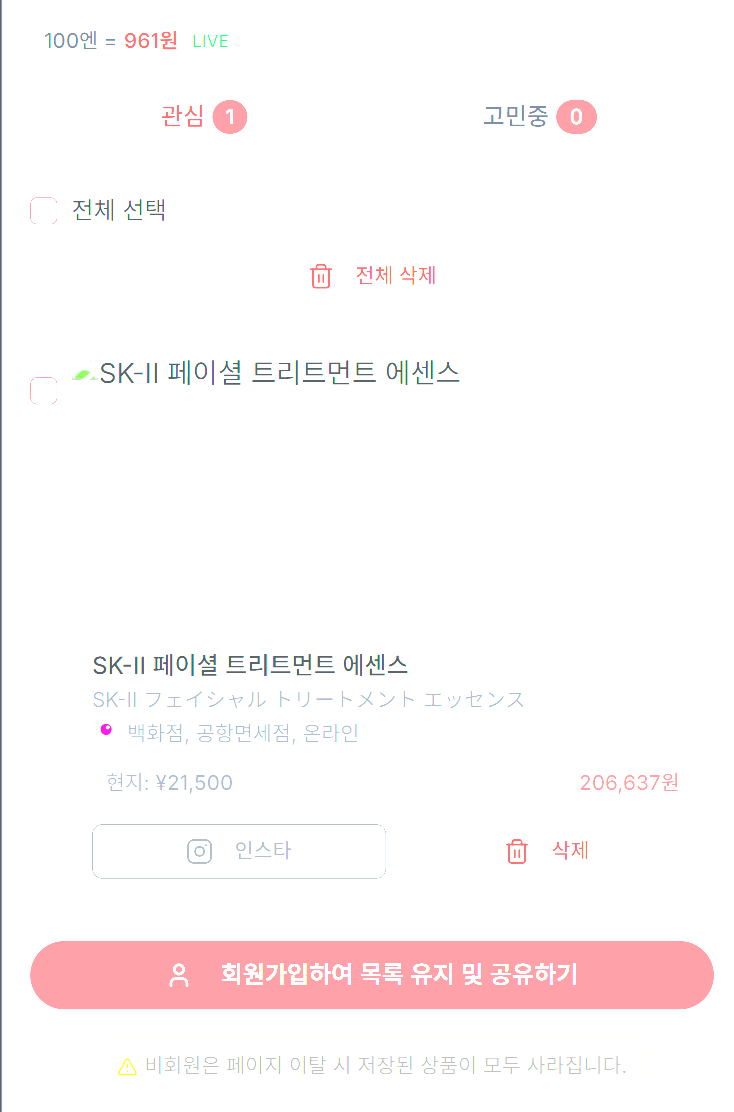 100엔 = 961원 LIVE
관심 1 고민중 0
전체 선택
전체 삭제
SK-II 페이셜 트리트먼트 에센스
SK-II 페이셜 트리트먼트 에센스
SK-II フェイシャル トリートメント エッセンス
백화점, 공항면세점, 온라인
현지: ¥21,500 206,637원
인스타 삭제
회원가입하여 목록 유지 및 공유하기
비회원은 페이지 이탈 시 저장된 상품이 모두 사라집니다.